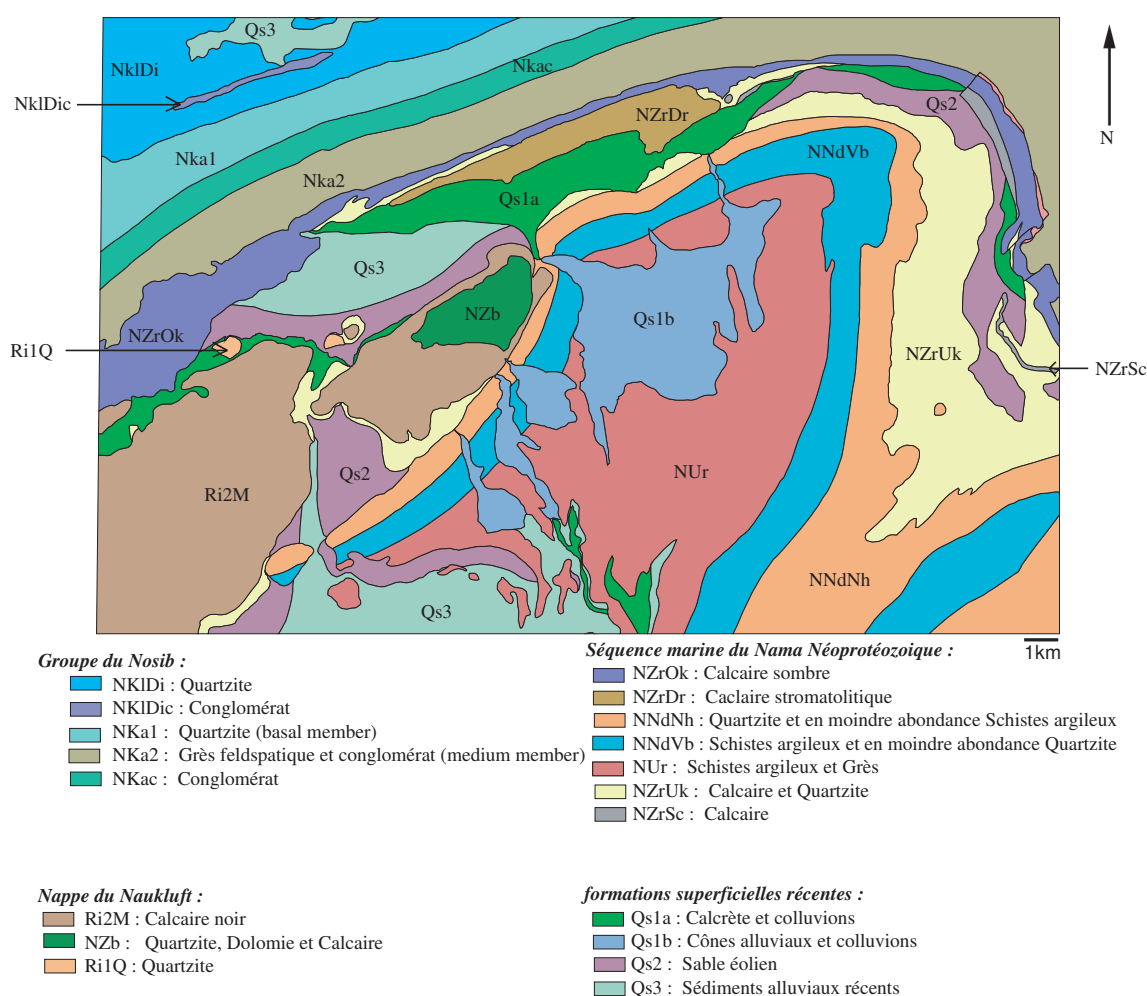 Qs3
NklDi
Nkac
NklDic
Qs2
N
NZrDr
Nka1
NNdVb
Nka2
Qs1a
Qs3
NZb
Qs1b
NZrOk
Ri1Q
NZrUk
NZrSc
Qs2
NUr
Ri2M
NNdNh
Qs3
1km
Groupe du Nosib :
NKlDi : Quartzite
NKlDic : Conglomérat
NKa1 : Quartzite (basal member)
NKa2 : Grès feldspatique et conglomérat (medium member)
NKac : Conglomérat
Séquence marine du Nama Néoprotéozoique :
NZrOk : Calcaire sombre
NZrDr : Caclaire stromatolitique
NNdNh : Quartzite et en moindre abondance Schistes argileux
NNdVb : Schistes argileux et en moindre abondance Quartzite
NUr : Schistes argileux et Grès
NZrUk : Calcaire et Quartzite
NZrSc : Calcaire
Nappe du Naukluft :
Ri2M : Calcaire noir
NZb : Quartzite, Dolomie et Calcaire
Ri1Q : Quartzite
formations superficielles récentes :
Qs1a : Calcrète et colluvions
Qs1b : Cônes alluviaux et colluvions
Qs2 : Sable éolien
Qs3 : Sédiments alluviaux récents